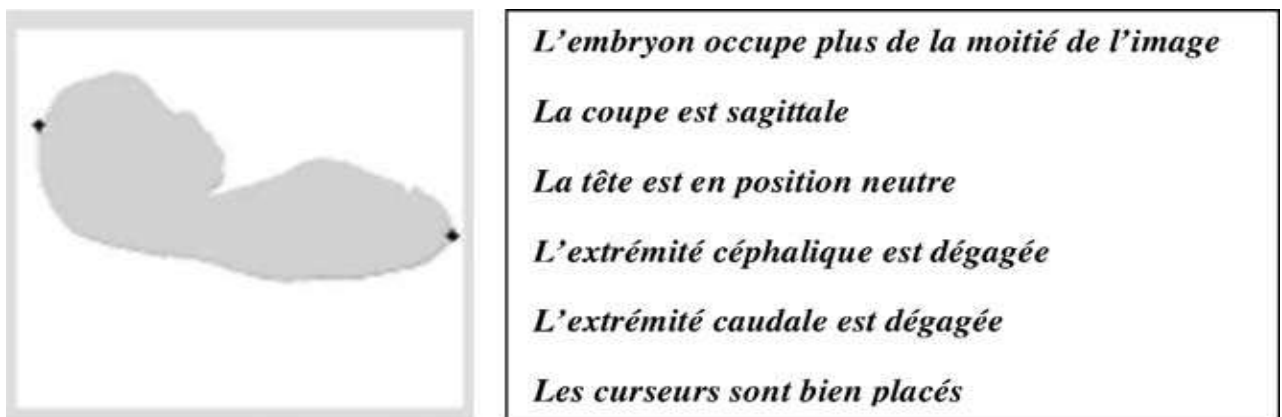 L'embryon occupe plus de la moitié de l'image
La coupe est sagittale
La tête est en position neutre
L'extrémité céphalique est dégagée
L'extrémité caudale est dégagée
Les curseurs sont bien placés